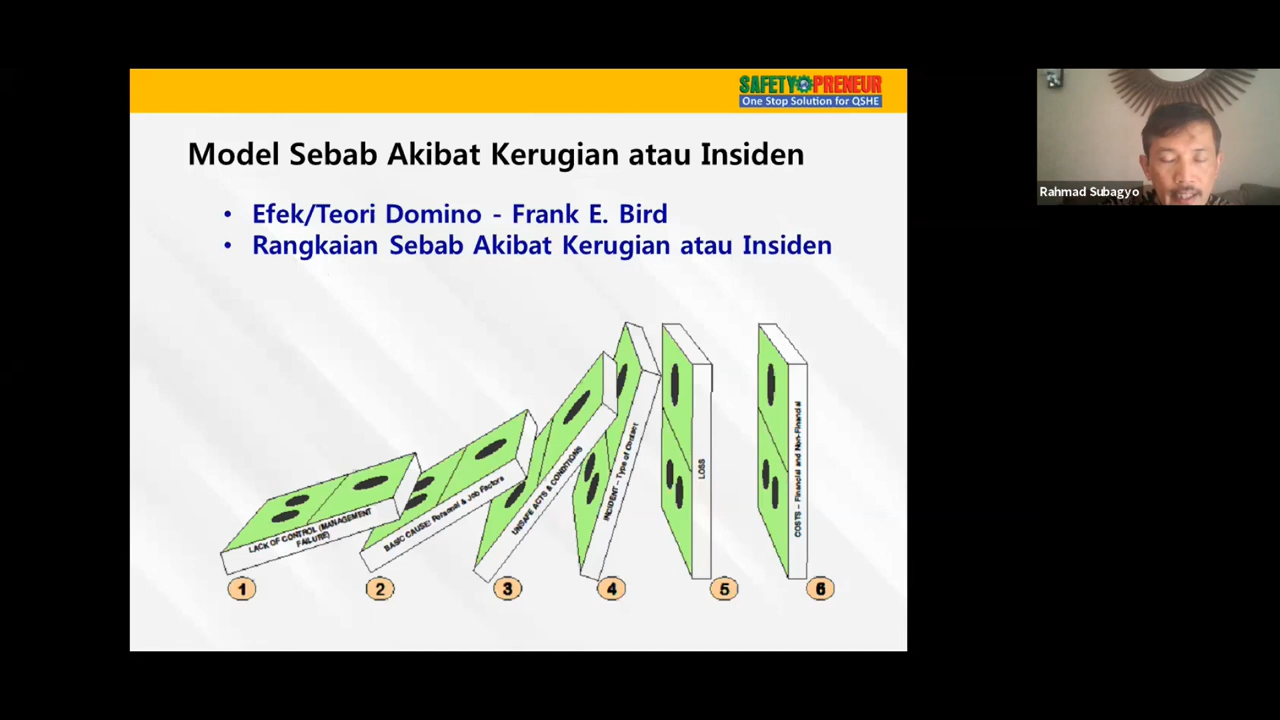 SAFETY PRENEUR
One Stop Solution for QSHE
Rahmad Subagyo
Model Sebab Akibat Kerugian atau Insiden
• Efek/Teori Domino - Frank E. Bird
• Rangkaian Sebab Akibat Kerugian atau Insiden
LACK OF CONTROL (MANAGEMENT
FAILURE)
BASIC CAUSE: Personal & Job Factors
UNSAFE ACTS & CONDITIONS
INCIDENT – Type of Contact
LOSS
COSTS – Financial and Non-Financial
1
2
3
4
5
6